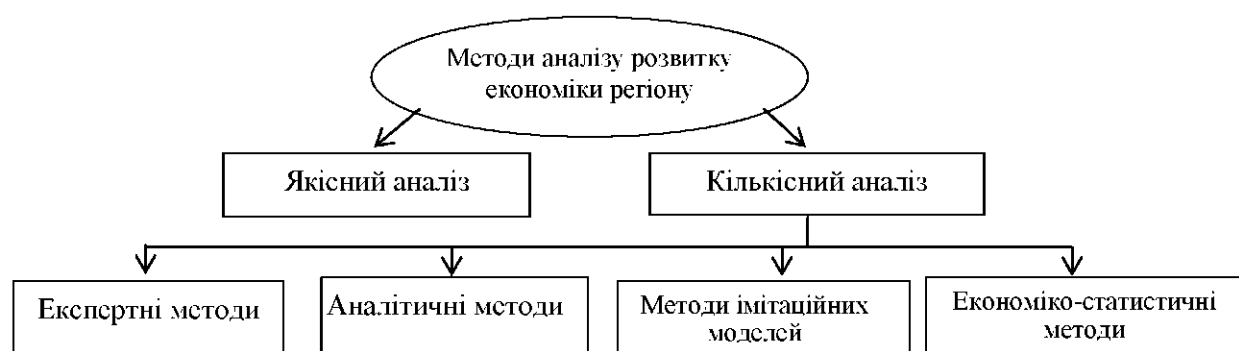 Методи аналізу розвитку
економіки регіону
Якісний аналіз
Кількісний аналіз
Експертні методи
Аналітичні методи
Методи імітаційних
моделей
Економіко-статистичні
методи